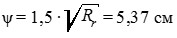 ψ = 1,5 · √R_r = 5,37 см